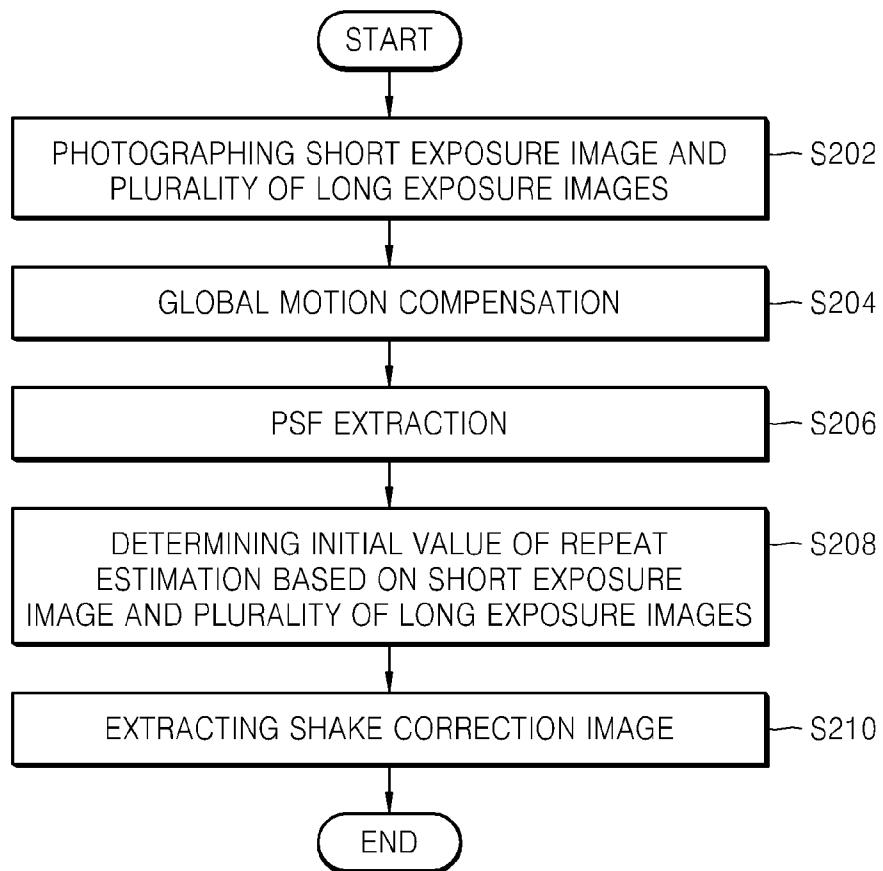 START
PHOTOGRAPHING SHORT EXPOSURE IMAGE AND
PLURALITY OF LONG EXPOSURE IMAGES
S202
GLOBAL MOTION COMPENSATION
S204
PSF EXTRACTION
S206
DETERMINING INITIAL VALUE OF REPEAT
ESTIMATION BASED ON SHORT EXPOSURE
IMAGE AND PLURALITY OF LONG EXPOSURE IMAGES
S208
EXTRACTING SHAKE CORRECTION IMAGE
S210
END